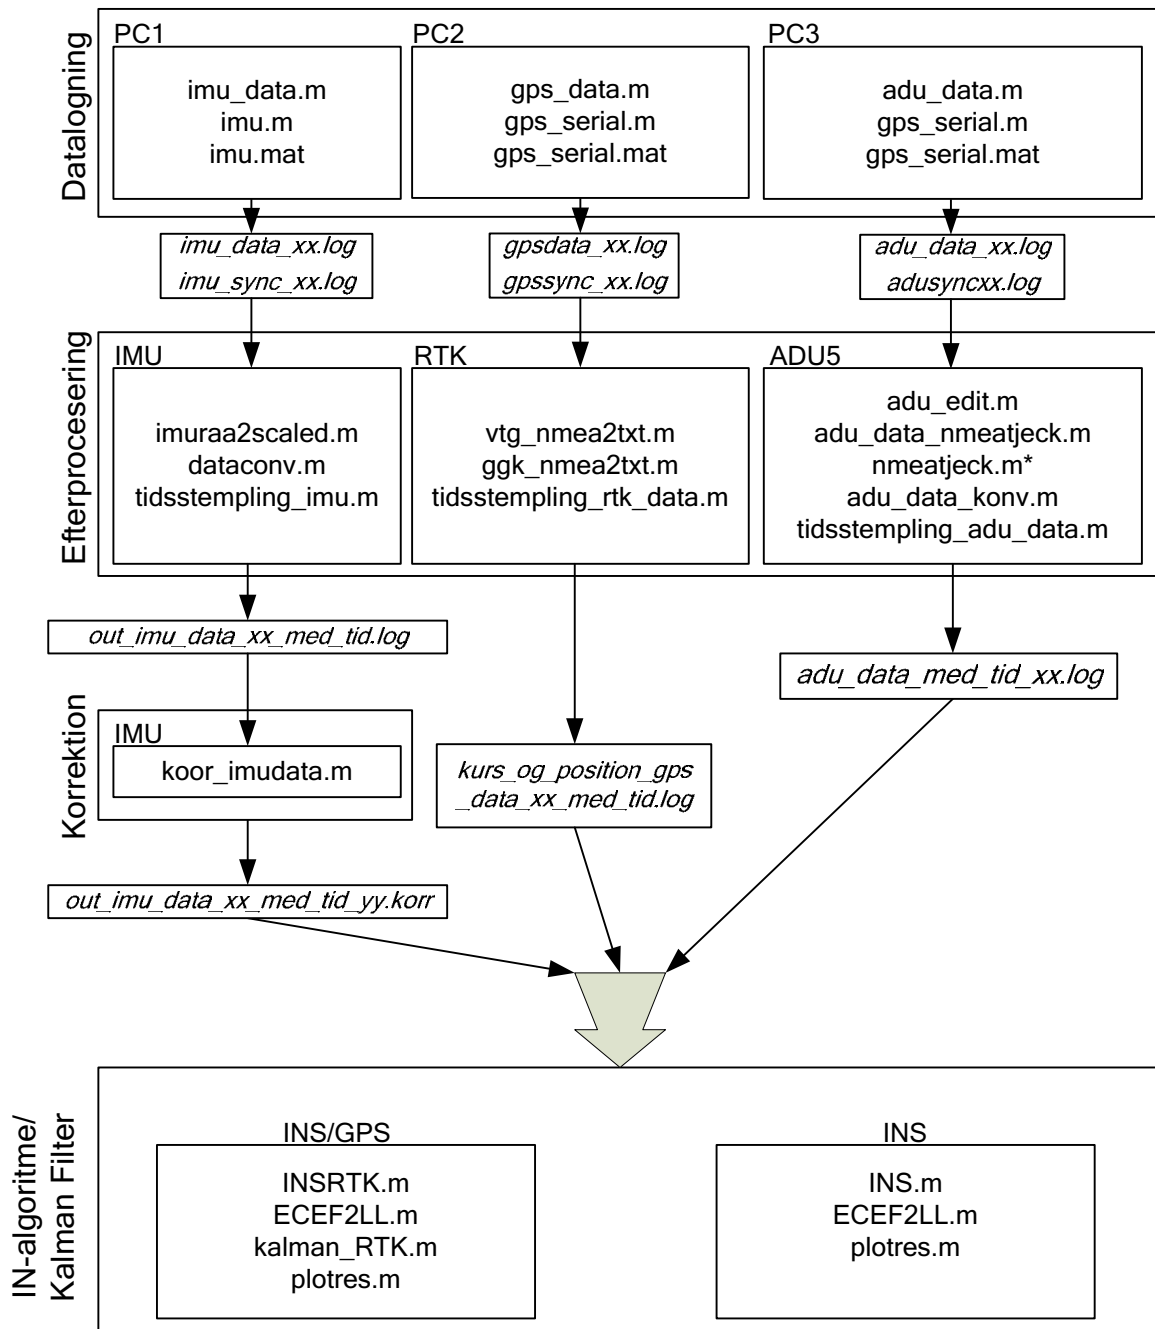 Datalogning
PC1
imu_data.m
imu.m
imu.mat
PC2
gps_data.m
gps_serial.m
gps_serial.mat
PC3
adu_data.m
gps_serial.m
gps_serial.mat
imu_data_xx.log
imu_sync_xx.log
gpsdata_xx.log
gpssync_xx.log
adu_data_xx.log
adusyncxx.log
Efterprocesering
IMU
imuraa2scaled.m
dataconv.m
tidsstempling_imu.m
RTK
vtg_nmea2txt.m
ggk_nmea2txt.m
tidsstempling_rtk_data.m
ADU5
adu_edit.m
adu_data_nmeatjeck.m
nmeatjeck.m*
adu_data_konv.m
tidsstempling_adu_data.m
out_imu_data_xx_med_tid.log
adu_data_med_tid_xx.log
Korrektion
IMU
koor_imudata.m
kurs_og_position_gps
_data_xx_med_tid.log
out_imu_data_xx_med_tid_yy.korr
IN-algoritme/
Kalman Filter
INS/GPS
INSRTK.m
ECEF2LL.m
kalman_RTK.m
plotres.m
INS
INS.m
ECEF2LL.m
plotres.m